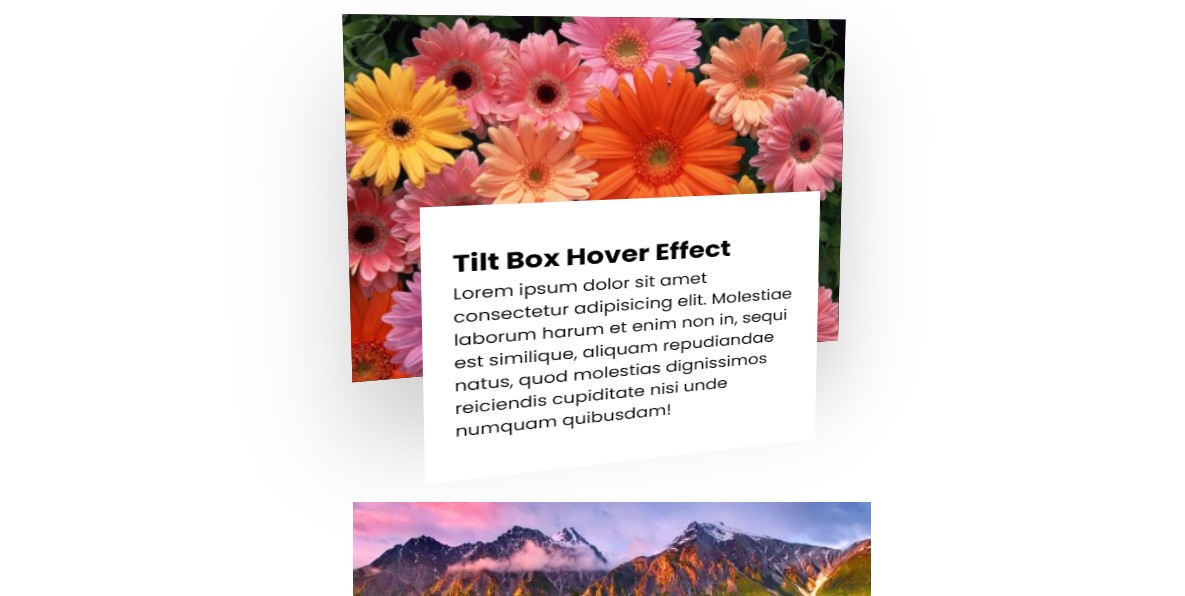 Tilt Box Hover Effect
Lorem ipsum dolor sit amet
consectetur adipisicing elit. Molestiae
laborum harum et enim non in, sequi
est similique, aliquam repudiandae
natus, quod molestias dignissimos
reiciendis cupiditate nisi unde
numquam quibusdam!